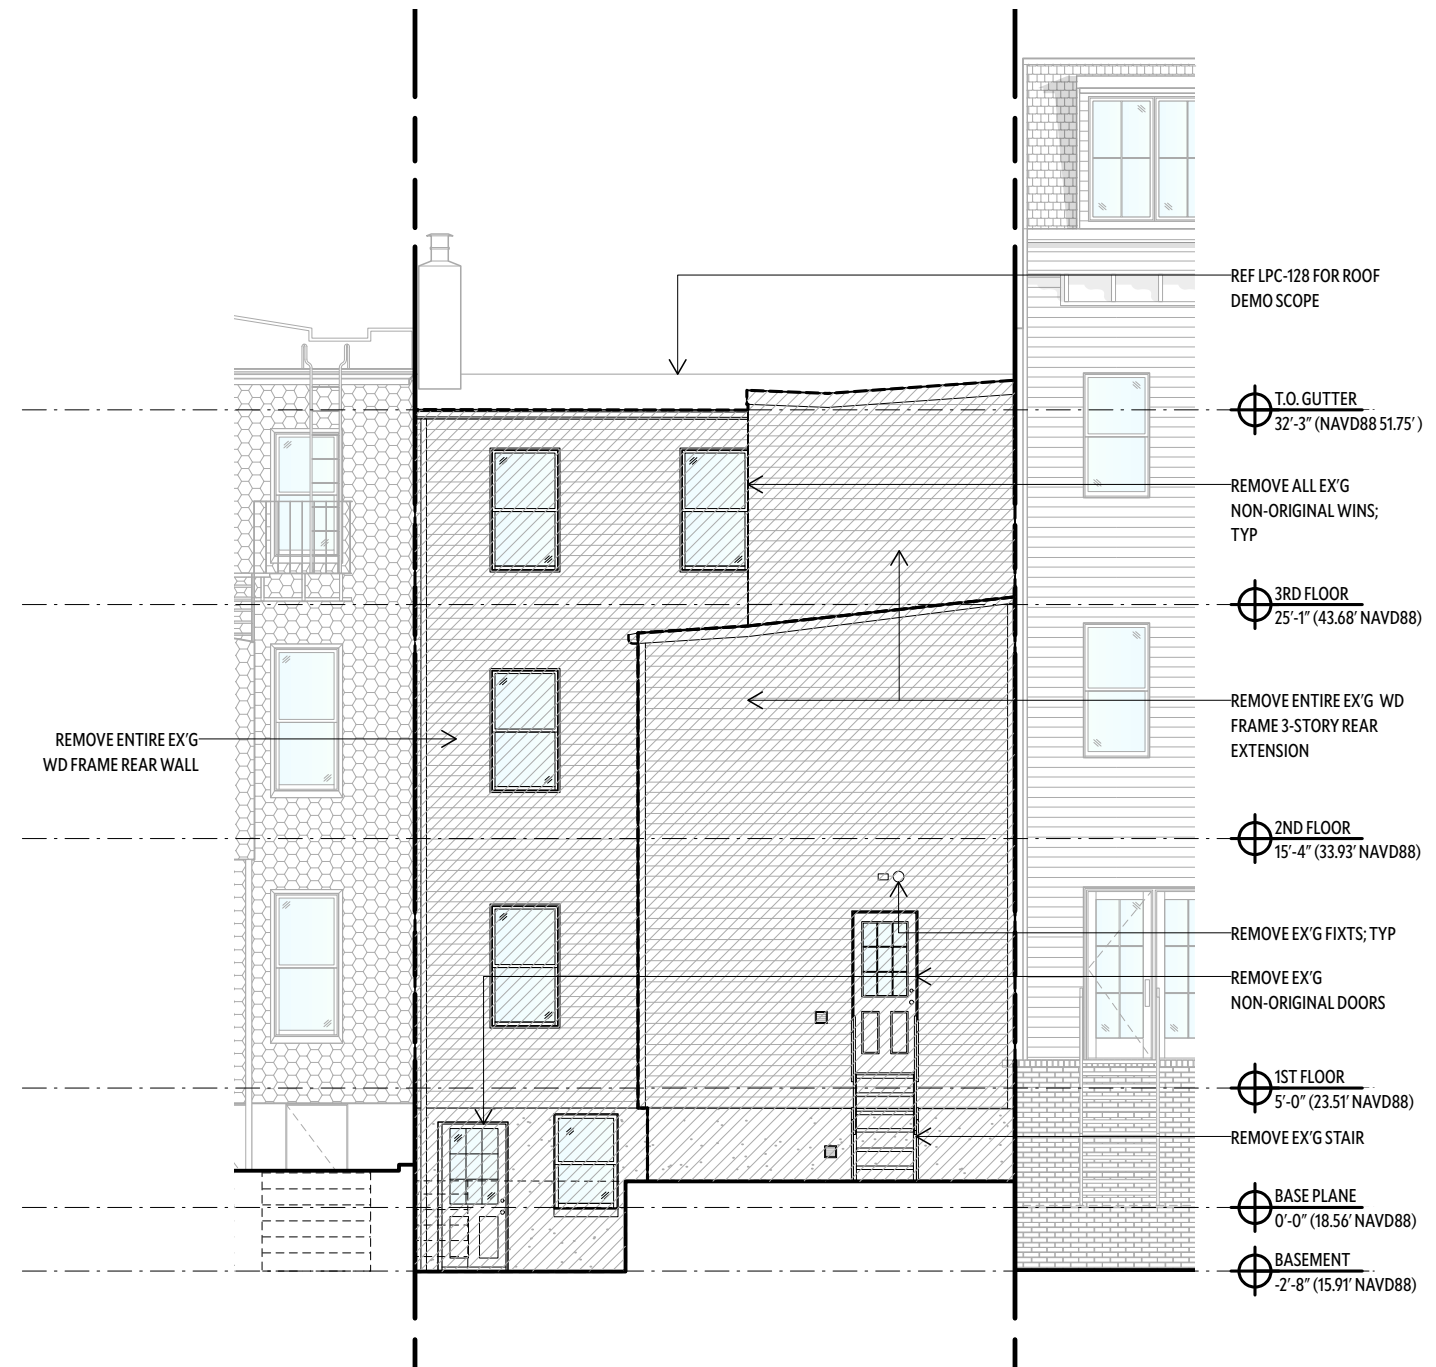 REF LPC-128 FOR ROOF
DEMO SCOPE
T.O. GUTTER
32'-3" (NAVD88 51.75' )
REMOVE ALL EX'G
NON-ORIGINAL WINS;
TYP
3RD FLOOR
25'-1" (43.68' NAVD88)
REMOVE ENTIRE EX'G WD
FRAME 3-STORY REAR
EXTENSION
REMOVE ENTIRE EX'G
WD FRAME REAR WALL
2ND FLOOR
15'-4" (33.93' NAVD88)
REMOVE EX'G FIXTS; TYP
REMOVE EX'G
NON-ORIGINAL DOORS
1ST FLOOR
5'-0" (23.51' NAVD88)
REMOVE EX'G STAIR
BASE PLANE
0'-0" (18.56' NAVD88)
BASEMENT
-2'-8" (15.91' NAVD88)